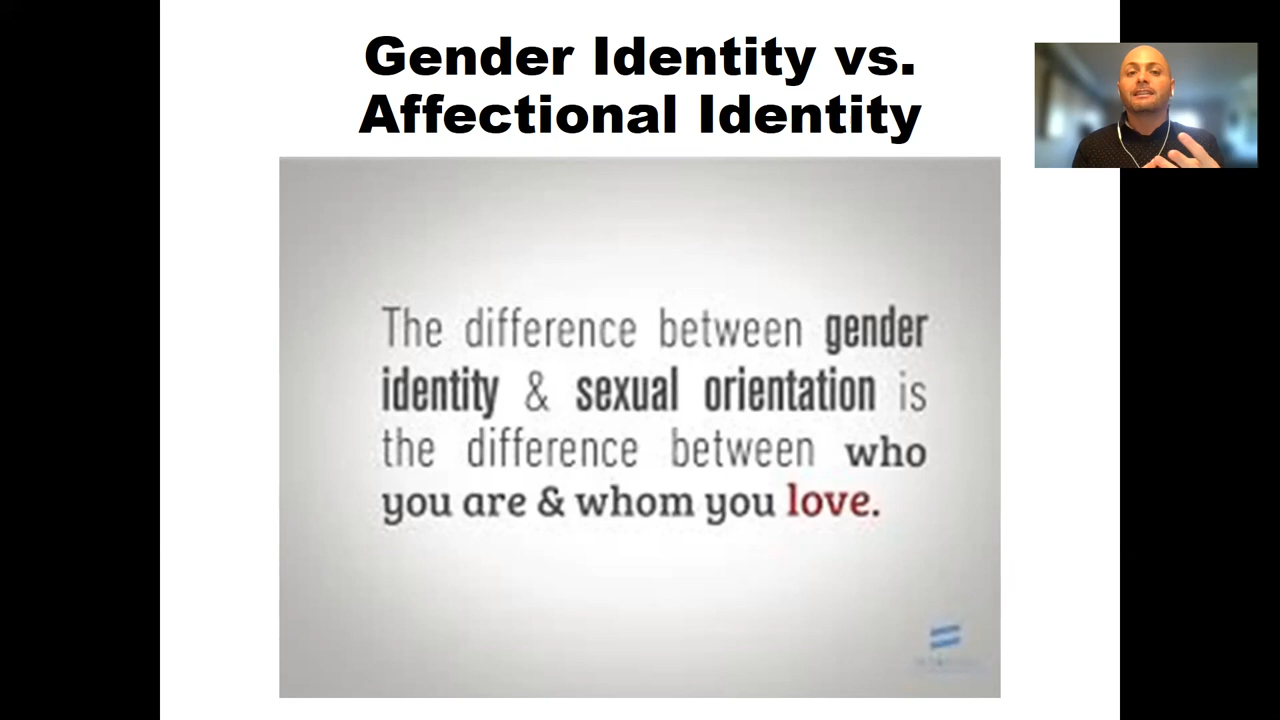 Gender Identity vs.
Affectional Identity
The difference between gender
identity & sexual orientation is
the difference between who
you are & whom you love.